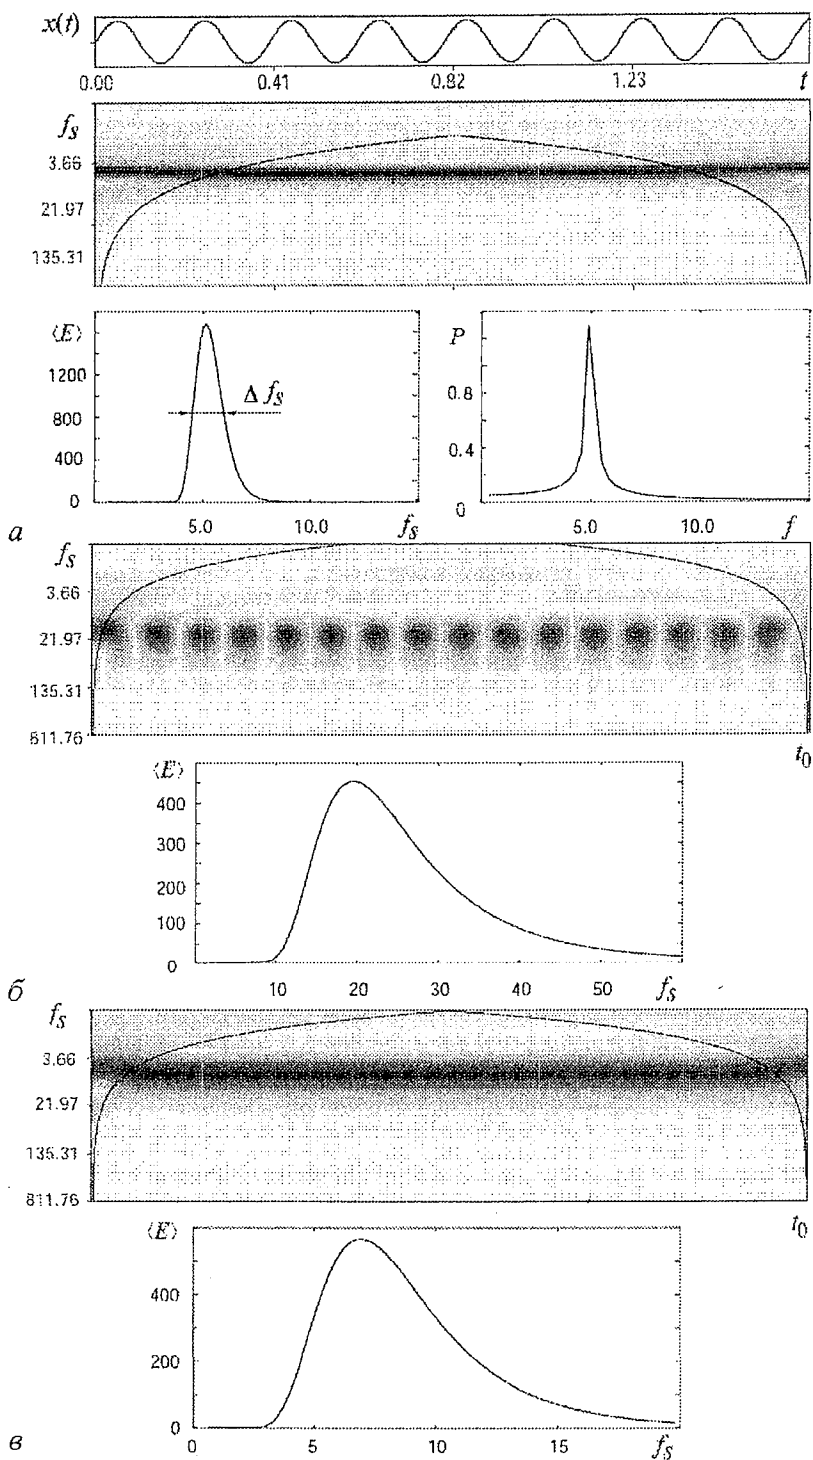 x(t)
0.00 0.41 0.82 1.23 t
f_s
3.66
21.97
135.31
⟨E⟩
1200
800
400
0
Δ f_s
5.0 10.0 f_s
P
0.8
0.4
0
5.0 10.0 f
а
f_s
3.66
21.97
135.31
811.76
t_0
⟨E⟩
400
300
200
100
0
10 20 30 40 50 f_s
б
f_s
3.66
21.97
135.31
811.76
t_0
⟨E⟩
400
200
0
0 5 10 15 f_s
в